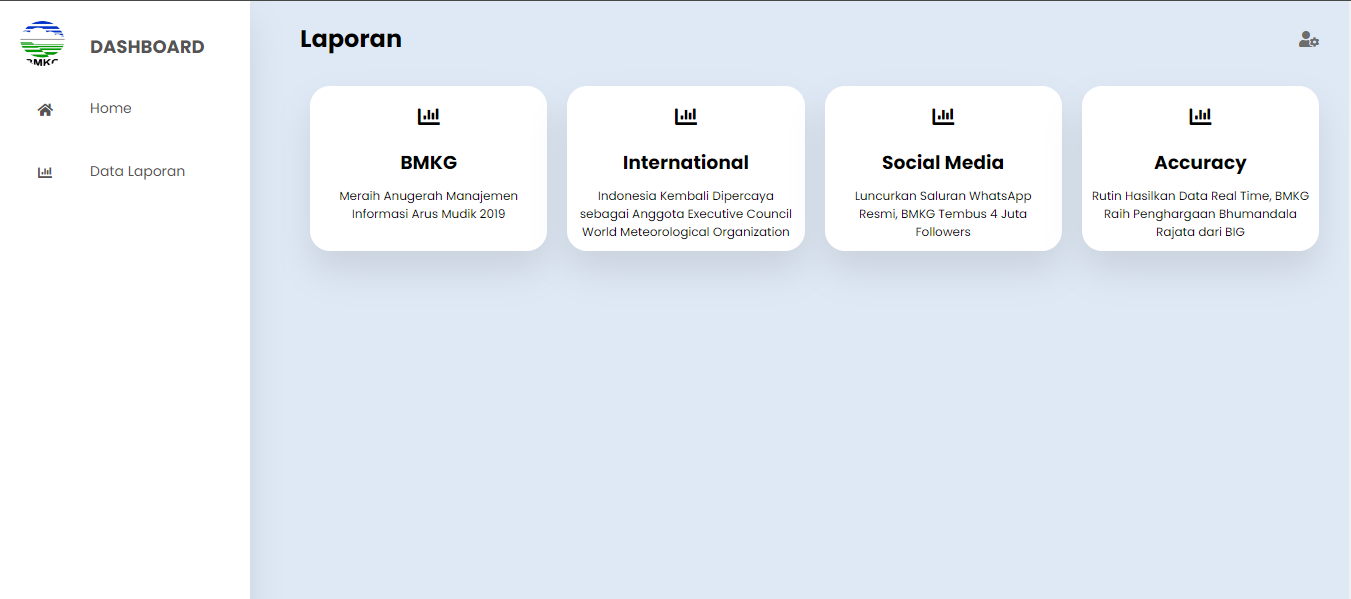 BMKG
DASHBOARD
Home
Data Laporan
Laporan
BMKG
Meraih Anugerah Manajemen
Informasi Arus Mudik 2019
International
Indonesia Kembali Dipercaya
sebagai Anggota Executive Council
World Meteorological Organization
Social Media
Luncurkan Saluran WhatsApp
Resmi, BMKG Tembus 4 Juta
Followers
Accuracy
Rutin Hasilkan Data Real Time, BMKG
Raih Penghargaan Bhumandala
Rajata dari BIG